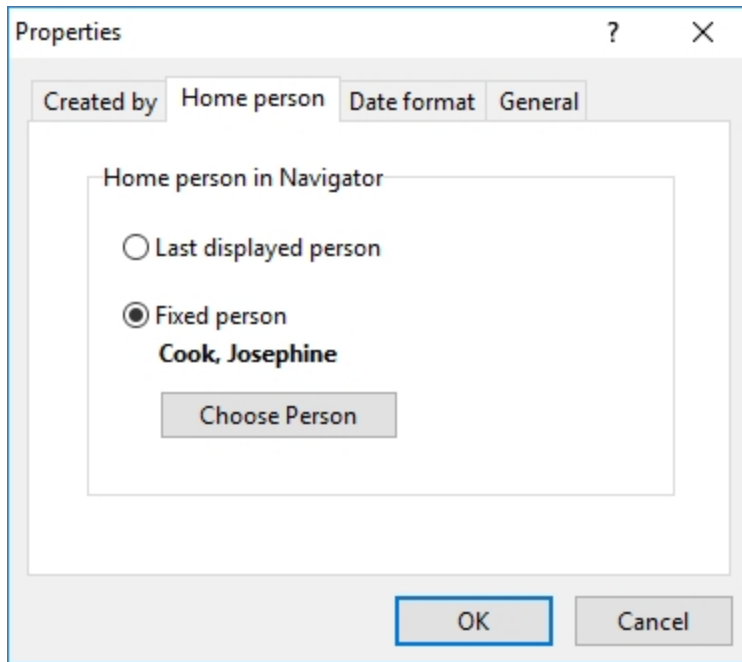 Properties
?
Created by Home person Date format General
Home person in Navigator
Last displayed person
Fixed person
Cook, Josephine
Choose Person
OK Cancel